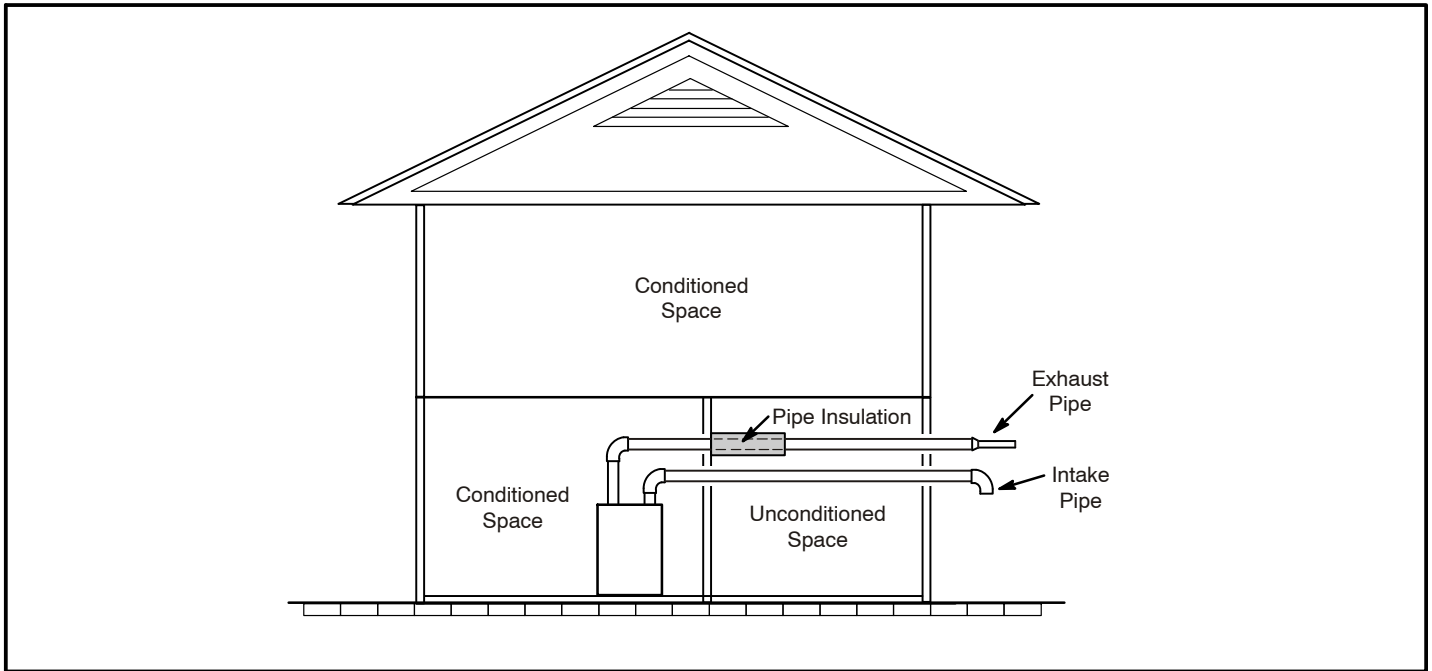 Conditioned
Space
Exhaust
Pipe
Pipe Insulation
Intake
Pipe
Conditioned
Space
Unconditioned
Space